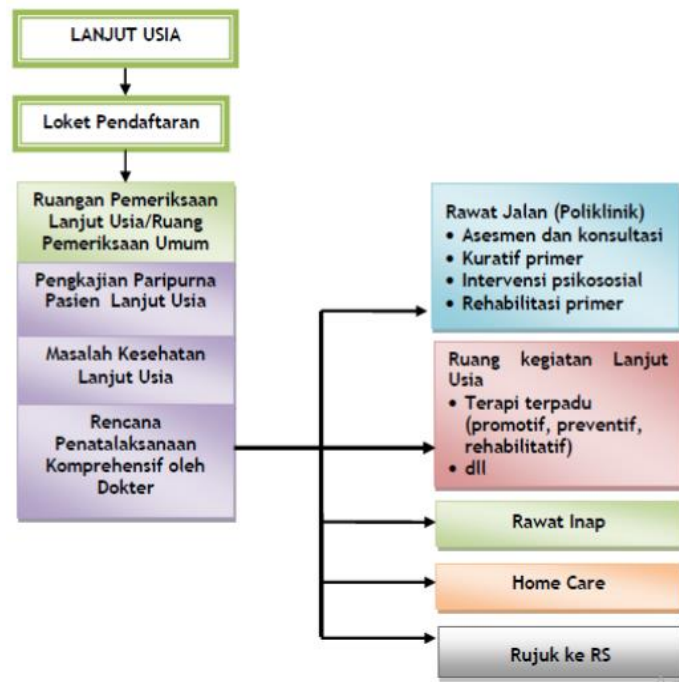 LANJUT USIA
Loket Pendaftaran
Ruangan Pemeriksaan
Lanjut Usia/Ruang
Pemeriksaan Umum
Pengkajian Paripurna
Pasien Lanjut Usia
Masalah Kesehatan
Lanjut Usia
Rencana
Penatalaksanaan
Komprehensif oleh
Dokter
Rawat Jalan (Poliklinik)
• Asesmen dan konsultasi
• Kuratif primer
• Intervensi psikososial
• Rehabilitasi primer
Ruang kegiatan Lanjut
Usia
• Terapi terpadu
(promotif, preventif,
rehabilitatif)
• dll
Rawat Inap
Home Care
Rujuk ke RS